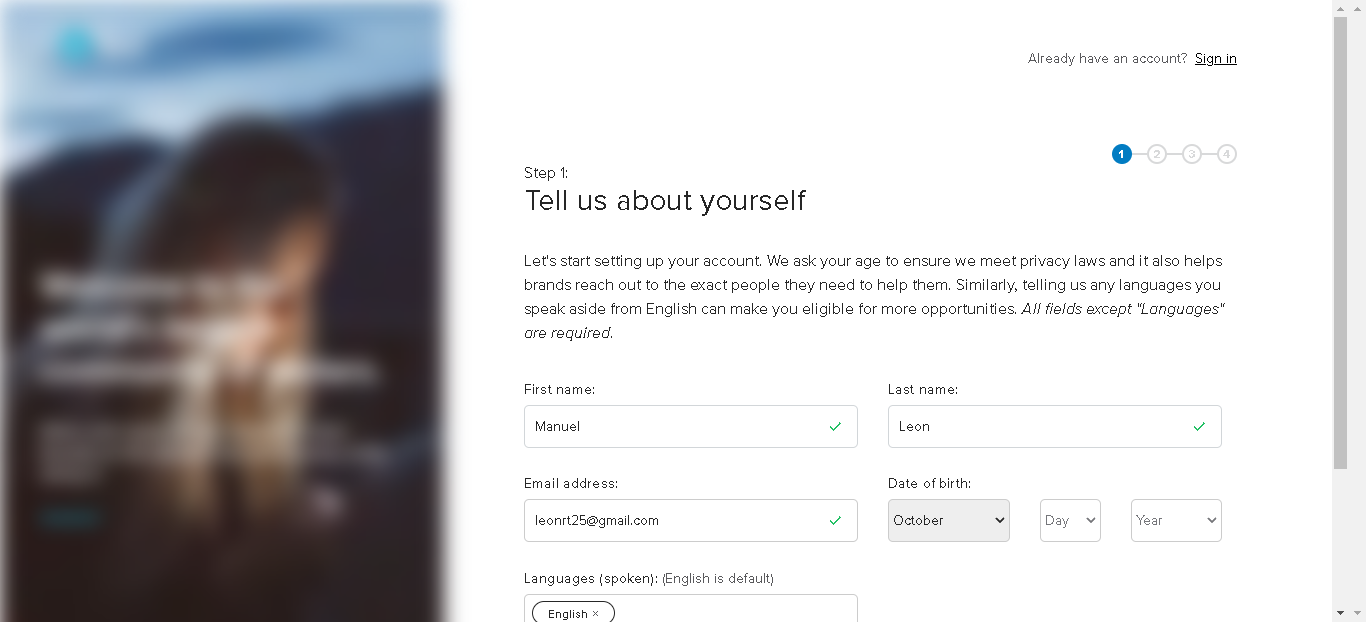 Already have an account? Sign in
1 2 3 4
Step 1:
Tell us about yourself
Let's start setting up your account. We ask your age to ensure we meet privacy laws and it also helps
brands reach out to the exact people they need to help them. Similarly, telling us any languages you
speak aside from English can make you eligible for more opportunities. All fields except "Languages"
are required.
First name:
Last name:
Manuel
Leon
Email address:
Date of birth:
leonrt25@gmail.com
October
Day
Year
Languages (spoken): (English is default)
English ×